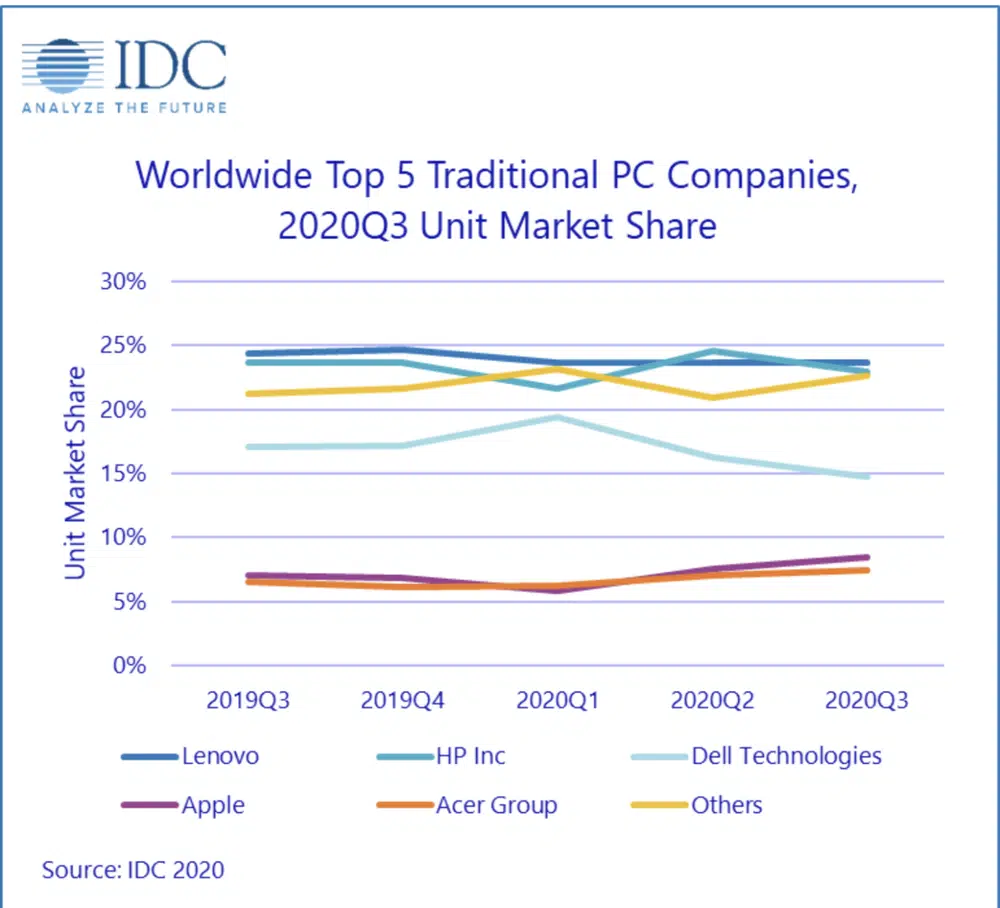 IDC
ANALYZE THE FUTURE
Worldwide Top 5 Traditional PC Companies,
2020Q3 Unit Market Share
30%
25%
20%
15%
10%
5%
0%
Unit Market Share
2019Q3 2019Q4 2020Q1 2020Q2 2020Q3
Lenovo HP Inc Dell Technologies
Apple Acer Group Others
Source: IDC 2020